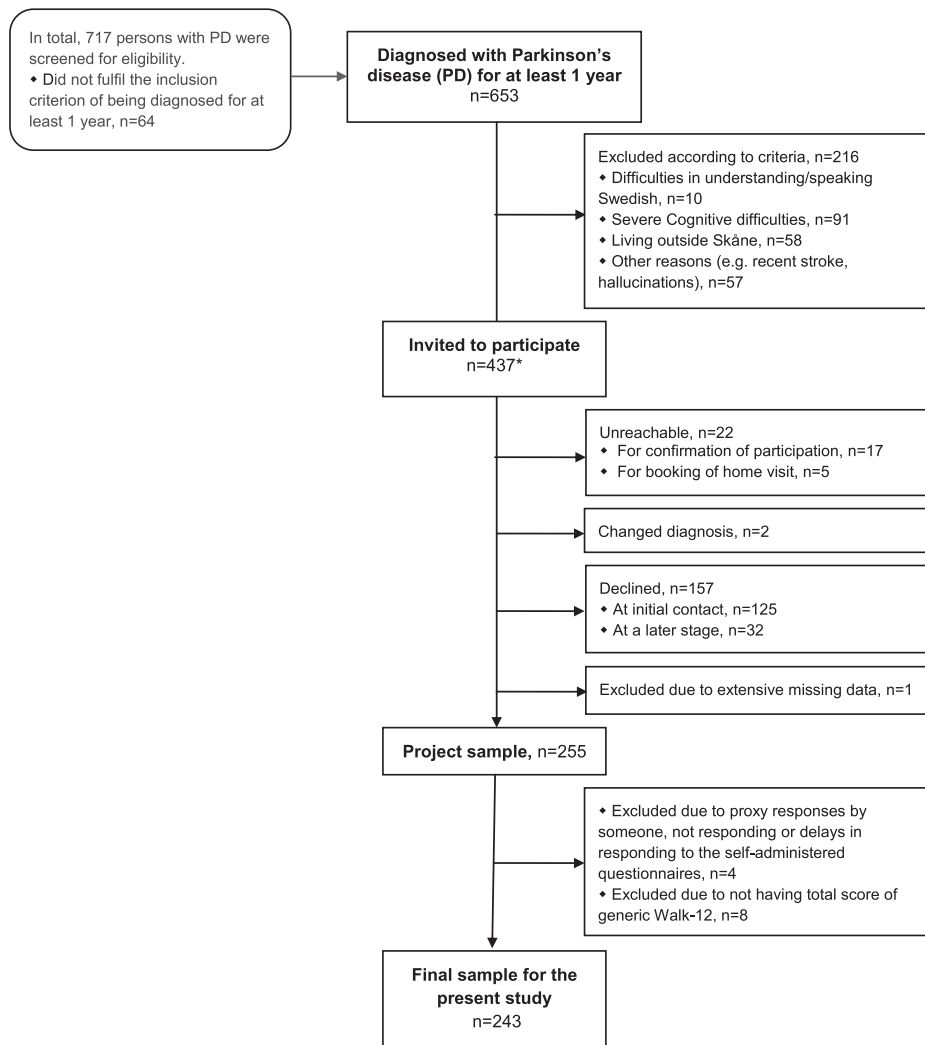 In total, 717 persons with PD were
screened for eligibility.
◆ Did not fulfil the inclusion
criterion of being diagnosed for at
least 1 year, n=64
Diagnosed with Parkinson's
disease (PD) for at least 1 year
n=653
Excluded according to criteria, n=216
◆ Difficulties in understanding/speaking
Swedish, n=10
◆ Severe Cognitive difficulties, n=91
◆ Living outside Skåne, n=58
◆ Other reasons (e.g. recent stroke,
hallucinations), n=57
Invited to participate
n=437*
Unreachable, n=22
◆ For confirmation of participation, n=17
◆ For booking of home visit, n=5
Changed diagnosis, n=2
Declined, n=157
◆ At initial contact, n=125
◆ At a later stage, n=32
Excluded due to extensive missing data, n=1
Project sample, n=255
◆ Excluded due to proxy responses by
someone, not responding or delays in
responding to the self-administered
questionnaires, n=4
◆ Excluded due to not having total score of
generic Walk-12, n=8
Final sample for the
present study
n=243